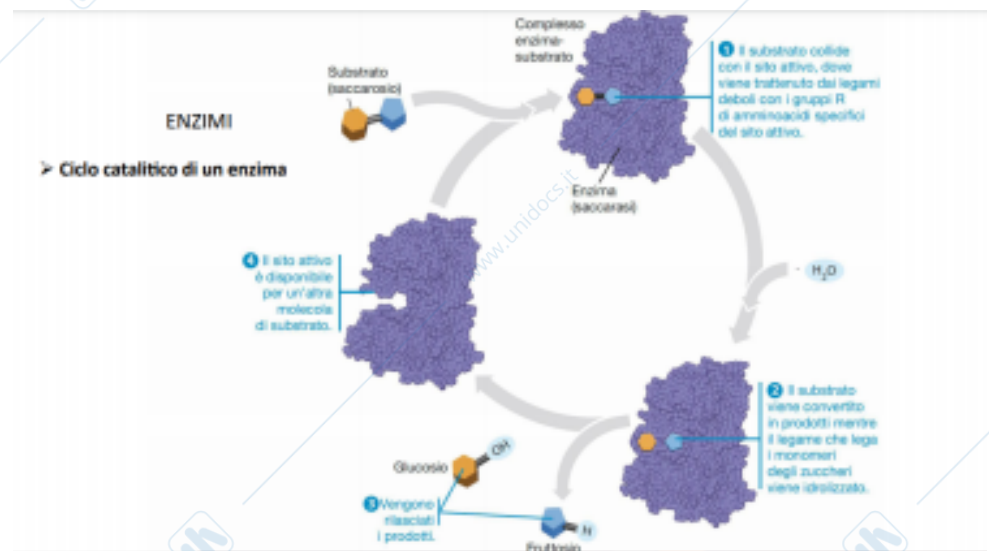 ENZIMI
➤ Ciclo catalitico di un enzima
Substrato
(saccarosio)
Complesso
enzima-
substrato
1 Il substrato collide
con il sito attivo, dove
viene trattenuto dai legami
deboli con i gruppi R
di amminoacidi specifici
del sito attivo.
Enzima
(saccarasi)
H2O
2 Il substrato
viene convertito
in prodotti mentre
il legame che lega
i monomeri
degli zuccheri
viene idrolizzato.
Glucosio
OH
3 Vengono
rilasciati
i prodotti.
H
Fruttosio
4 Il sito attivo
è disponibile
per un'altra
molecola
di substrato.
www.unidocs.it